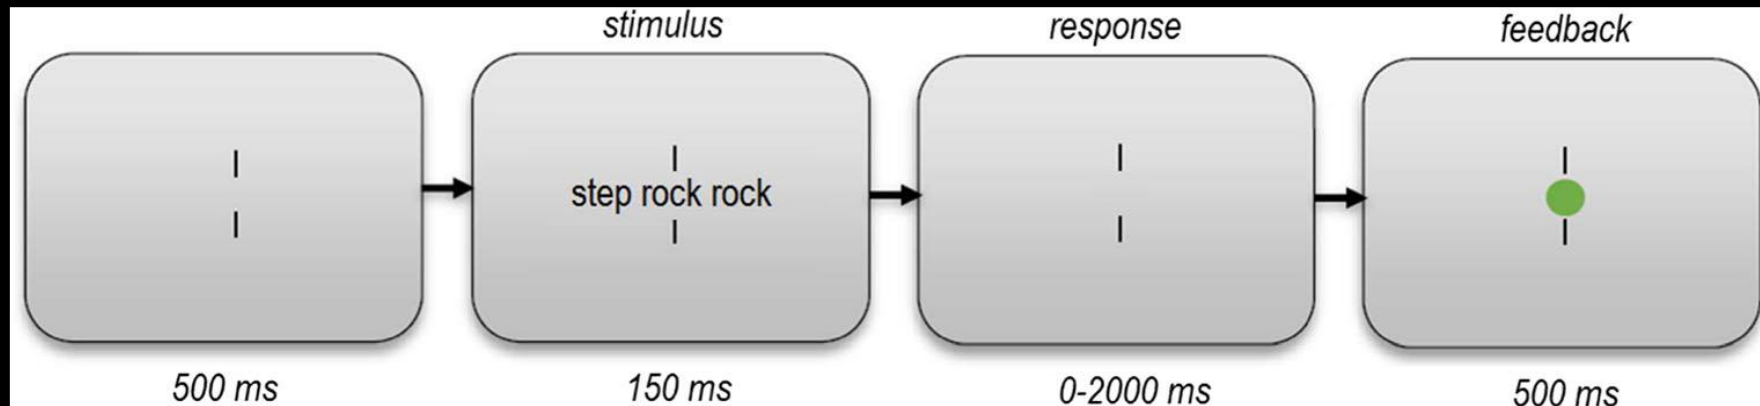 stimulus
response
feedback
step rock rock
500 ms
150 ms
0-2000 ms
500 ms